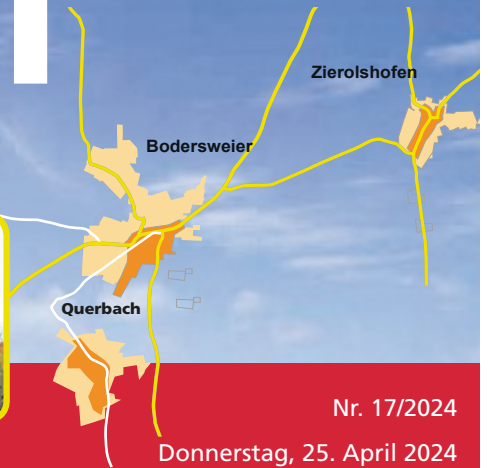 Zierolshofen
Bodersweier
Querbach
Nr. 17/2024
Donnerstag, 25. April 2024